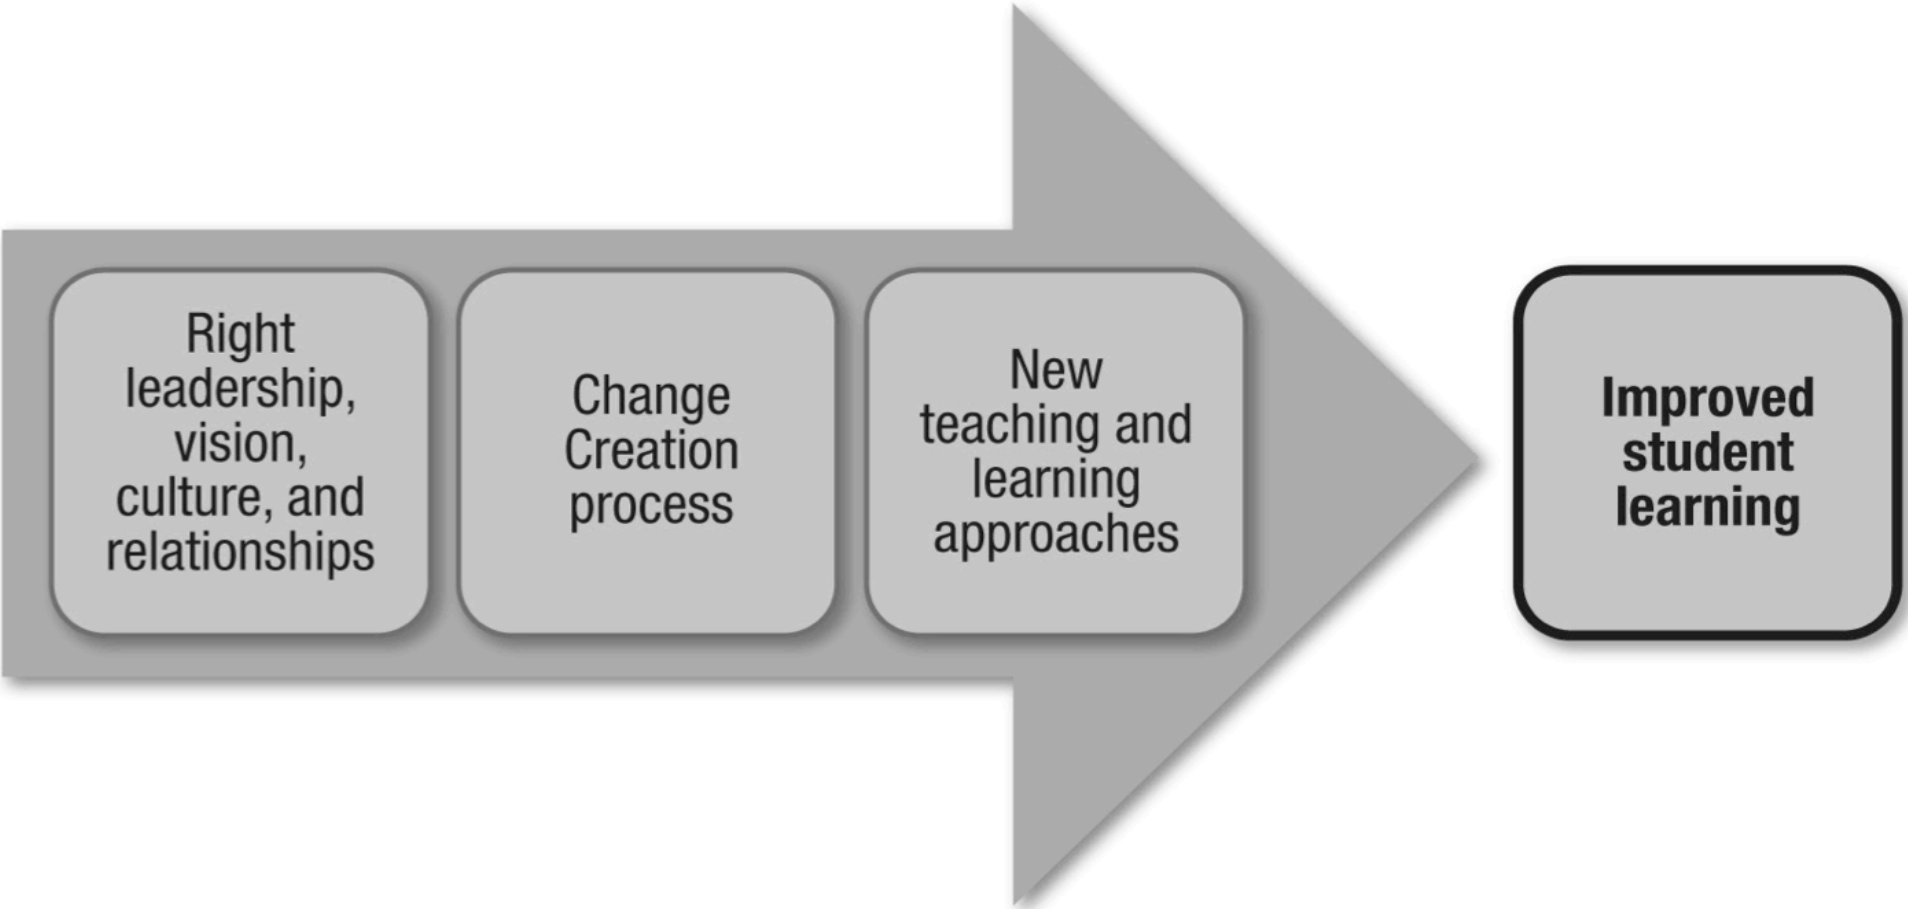 Right
leadership,
vision,
culture, and
relationships
Change
Creation
process
New
teaching and
learning
approaches
Improved
student
learning